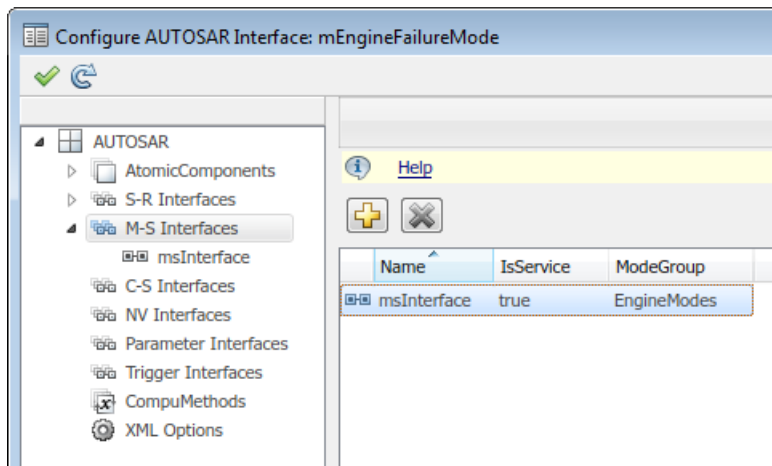 Configure AUTOSAR Interface: mEngineFailureMode
AUTOSAR
AtomicComponents
S-R Interfaces
M-S Interfaces
msInterface
C-S Interfaces
NV Interfaces
Parameter Interfaces
Trigger Interfaces
CompuMethods
XML Options
Help
Name IsService ModeGroup
msInterface true EngineModes